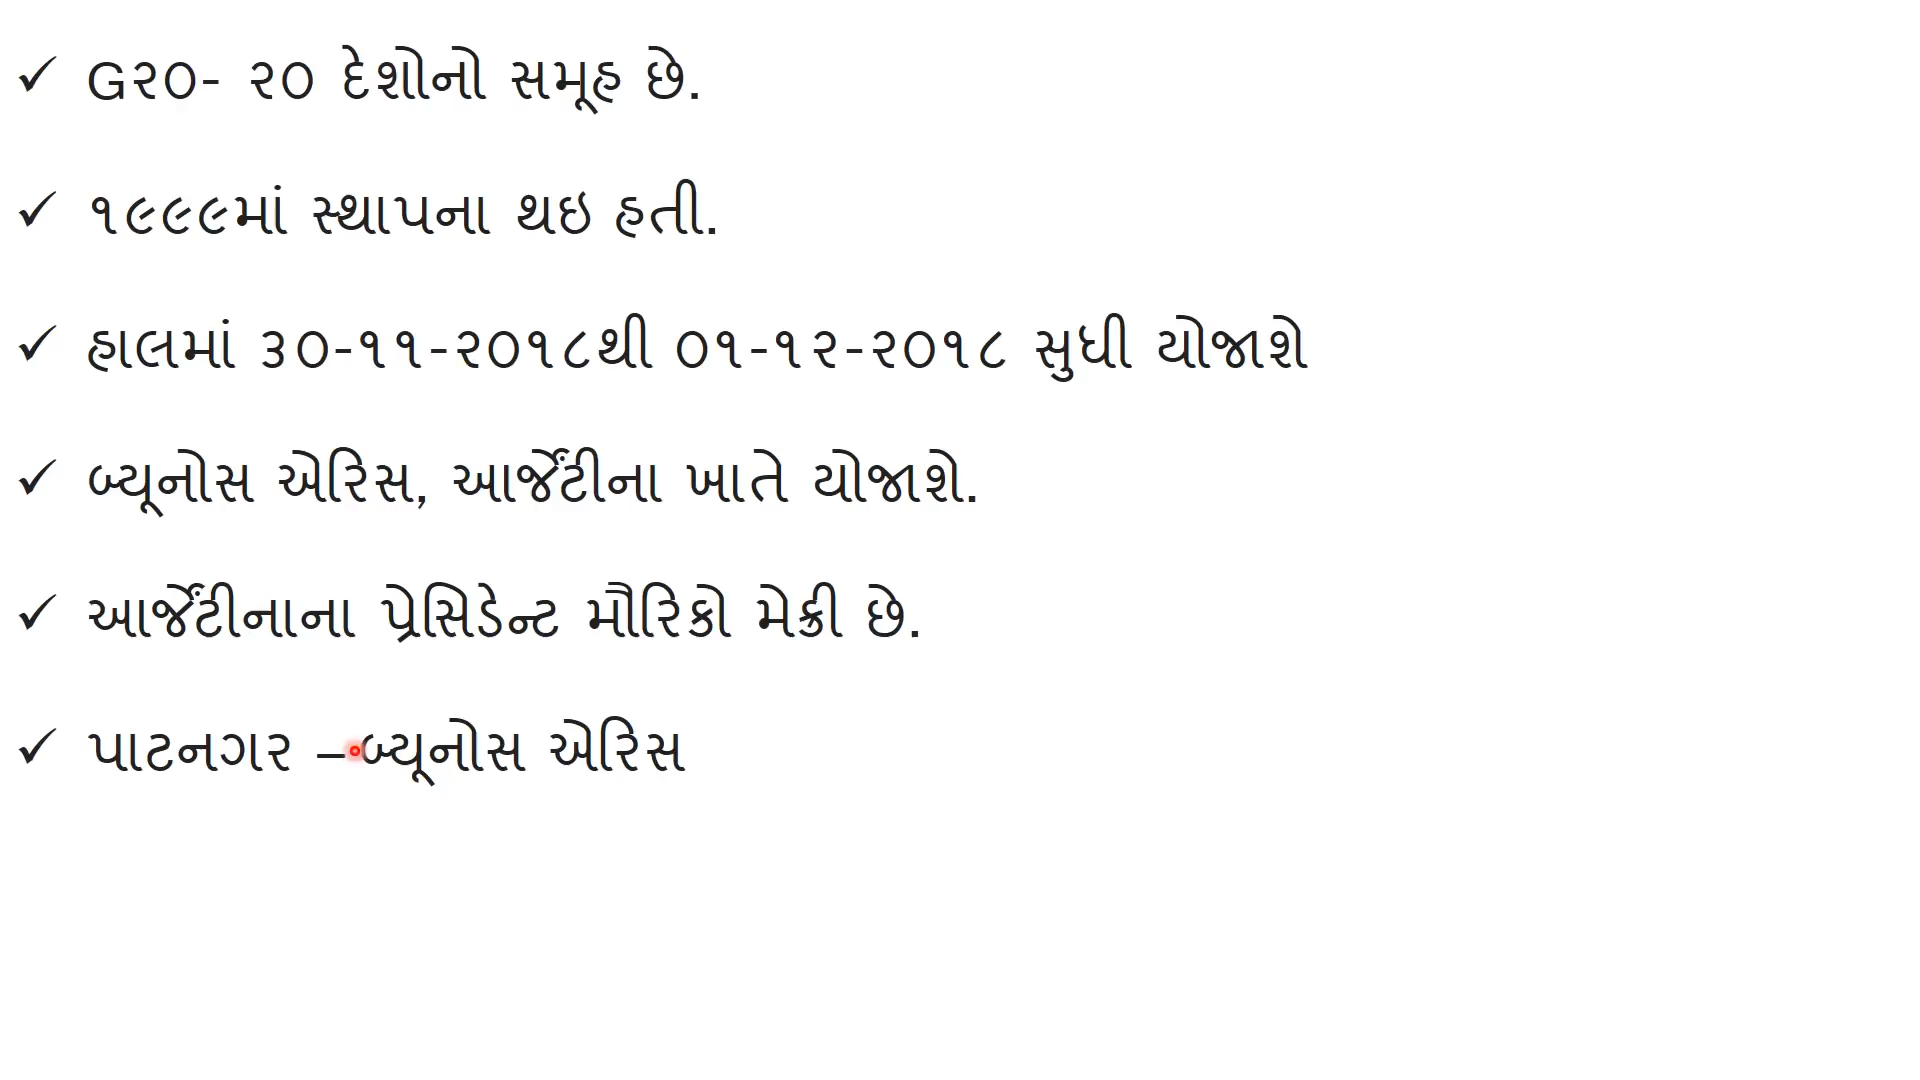 ✓ G૨૦- ૨૦ દેશોનો સમૂહ છે.
✓ ૧૯૯૯માં સ્થાપના થઇ હતી.
✓ હાલમાં ૩૦-૧૧-૨૦૧૮થી ૦૧-૧૨-૨૦૧૮ સુધી યોજાશે
✓ બ્યૂનોસ એરિસ, આર્જેંટીના ખાતે યોજાશે.
✓ આર્જેંટીનાના પ્રેસિડેન્ટ મૌરિકો મેક્રી છે.
✓ પાટનગર – બ્યૂનોસ એરિસ